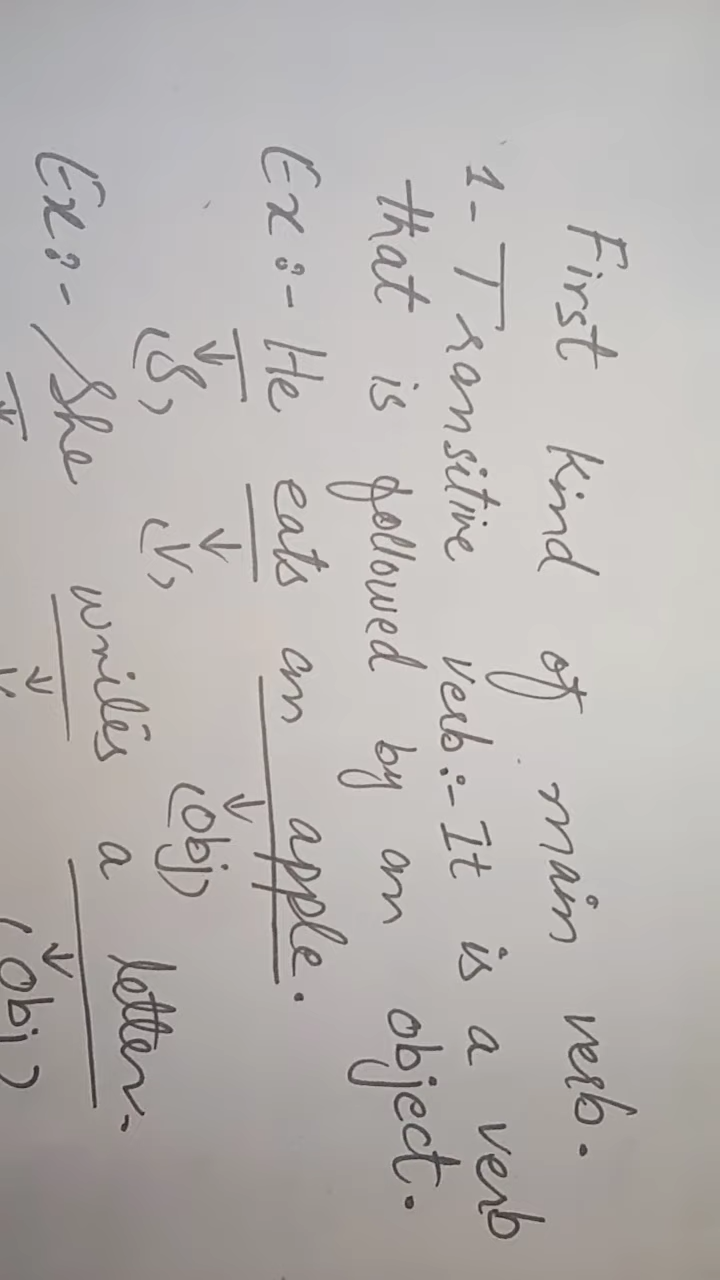 First kind of main verb.
1- Transitive verb:- It is a verb
that is followed by an object.
Ex:- He eats an apple.
(S) (V) (Obj)
Ex:- She writes a letter.
(Obj)